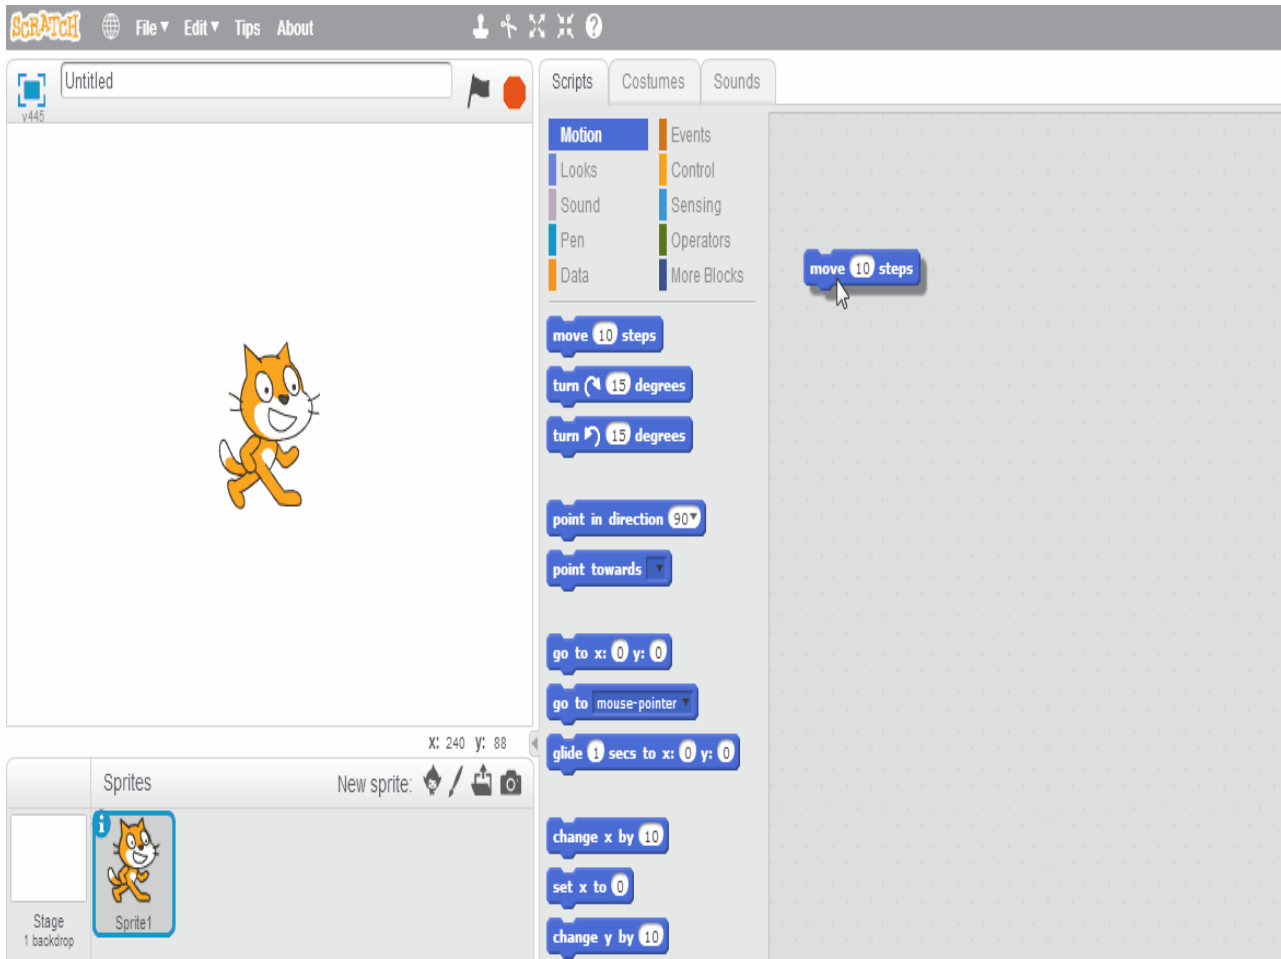 SCRATCH File Edit Tips About
Untitled
v445
Scripts Costumes Sounds
Motion Events
Looks Control
Sound Sensing
Pen Operators
Data More Blocks
move 10 steps
move 10 steps
turn 15 degrees
turn 15 degrees
point in direction 90
point towards
go to x: 0 y: 0
go to mouse-pointer
glide 1 secs to x: 0 y: 0
change x by 10
set x to 0
change y by 10
x: 240 y: 88
Sprites New sprite:
Stage
1 backdrop
Sprite1